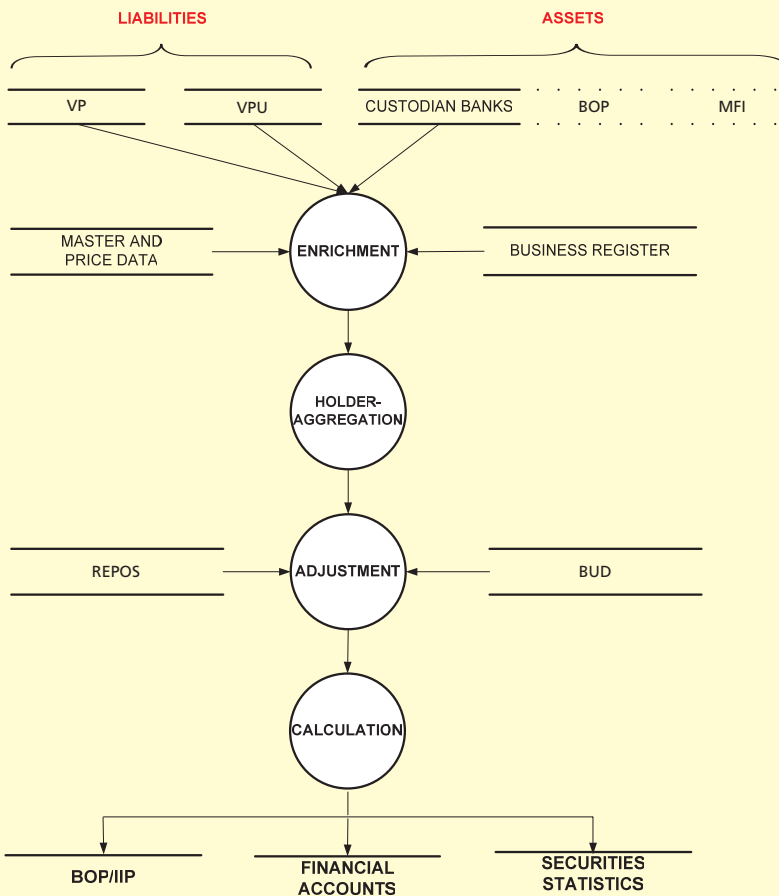 LIABILITIES
ASSETS
VP
VPU
CUSTODIAN BANKS
BOP
MFI
MASTER AND
PRICE DATA
ENRICHMENT
BUSINESS REGISTER
HOLDER-
AGGREGATION
REPOS
ADJUSTMENT
BUD
CALCULATION
BOP/IIP
FINANCIAL
ACCOUNTS
SECURITIES
STATISTICS